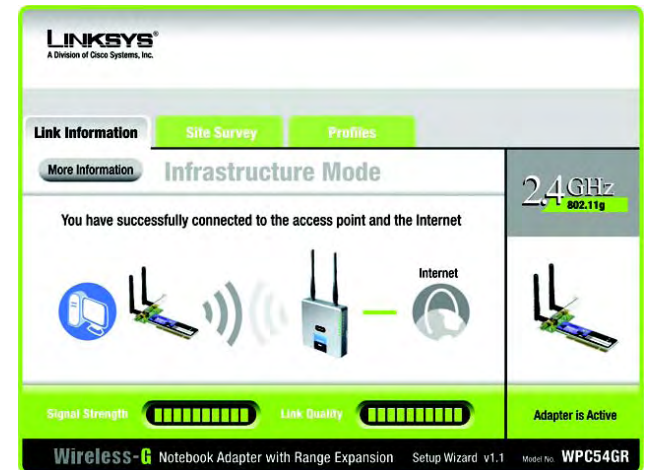 LINKSYS®
A Division of Cisco Systems, Inc.
Link Information Site Survey Profiles
More Information Infrastructure Mode
2.4 GHz
802.11g
You have successfully connected to the access point and the Internet
Internet
Signal Strength Link Quality Adapter is Active
Wireless-G Notebook Adapter with Range Expansion Setup Wizard v1.1 Model No. WPC54GR